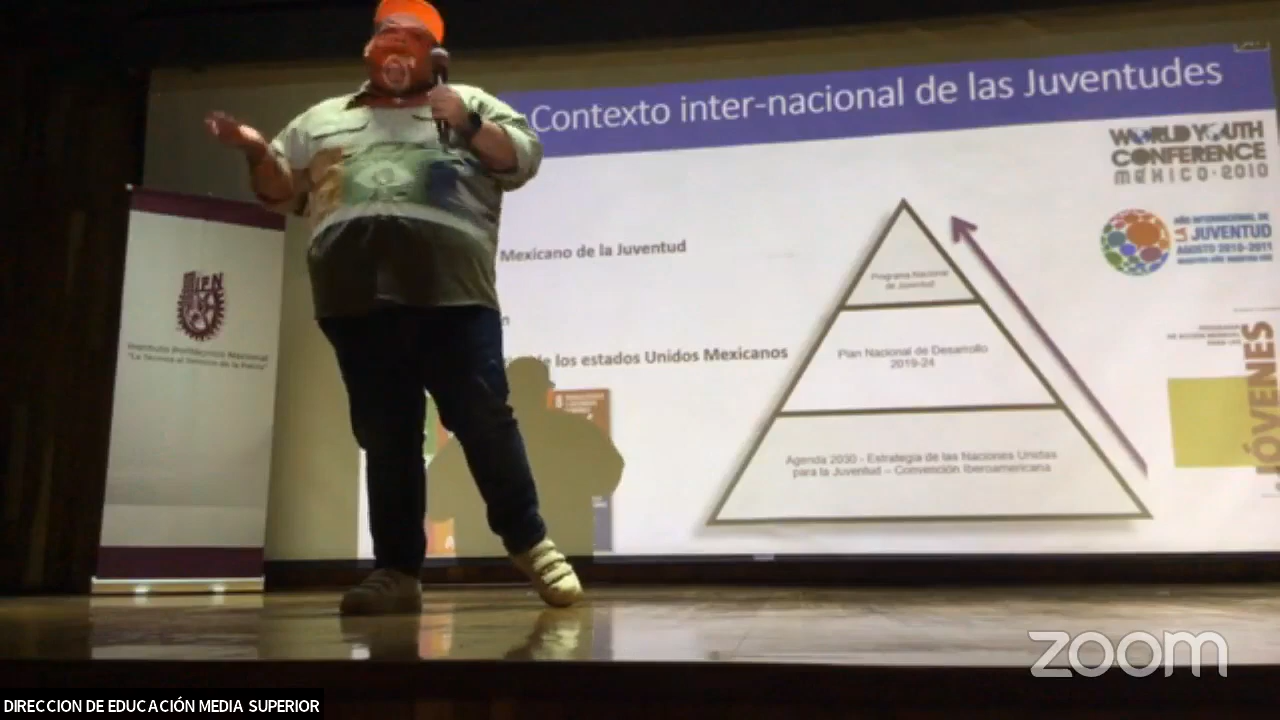 Contexto inter-nacional de las Juventudes
WORLD YOUTH
CONFERENCE
MÉXICO·2010
AÑO INTERNACIONAL DE
LA JUVENTUD
AGOSTO 2010-2011
Mexicano de la Juventud
n
de los estados Unidos Mexicanos
Programa Nacional
de Juventud
Plan Nacional de Desarrollo
2019-24
Agenda 2030 - Estrategia de las Naciones Unidas
para la Juventud – Convención Iberoamericana
JÓVENES
IPN
Instituto Politécnico Nacional
"La Técnica al Servicio de la Patria"
zoom
DIRECCION DE EDUCACIÓN MEDIA SUPERIOR